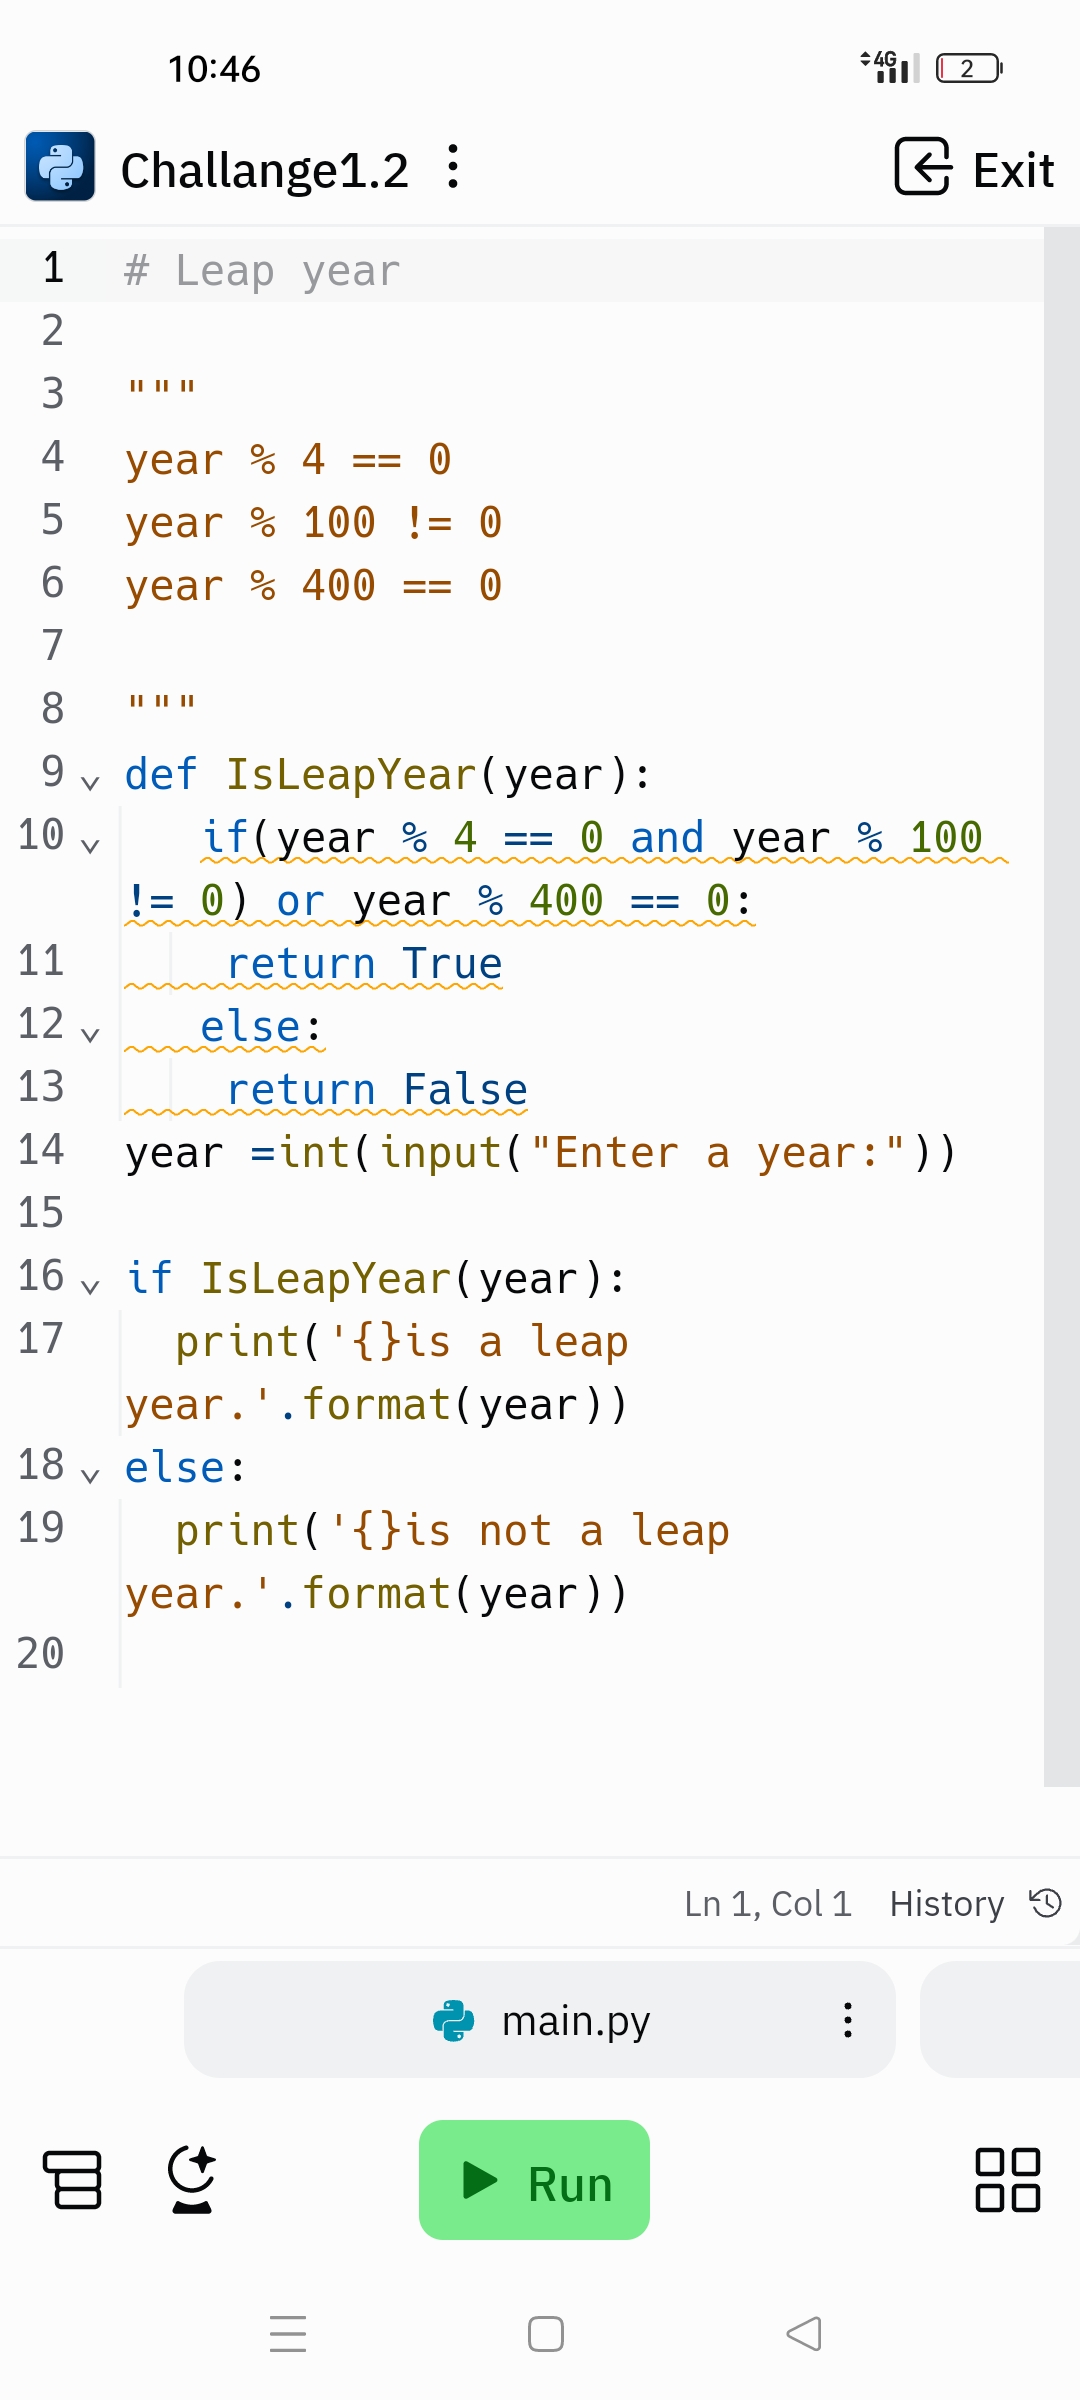 10:46
4G
2
Challange1.2
Exit
1 # Leap year
2
3 """
4 year % 4 == 0
5 year % 100 != 0
6 year % 400 == 0
7
8 """
9 def IsLeapYear(year):
10 if(year % 4 == 0 and year % 100
!= 0) or year % 400 == 0:
11 return True
12 else:
13 return False
14 year =int(input("Enter a year:"))
15
16 if IsLeapYear(year):
17 print('{}is a leap
year.'.format(year))
18 else:
19 print('{}is not a leap
year.'.format(year))
20
Ln 1, Col 1 History
main.py
Run